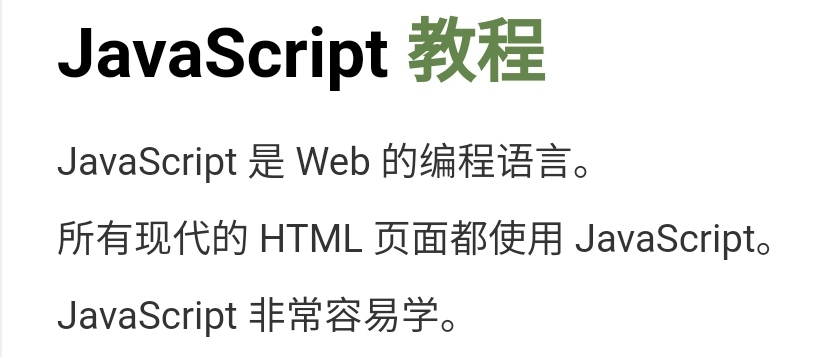 JavaScript 教程
JavaScript 是 Web 的编程语言。
所有现代的 HTML 页面都使用 JavaScript。
JavaScript 非常容易学。